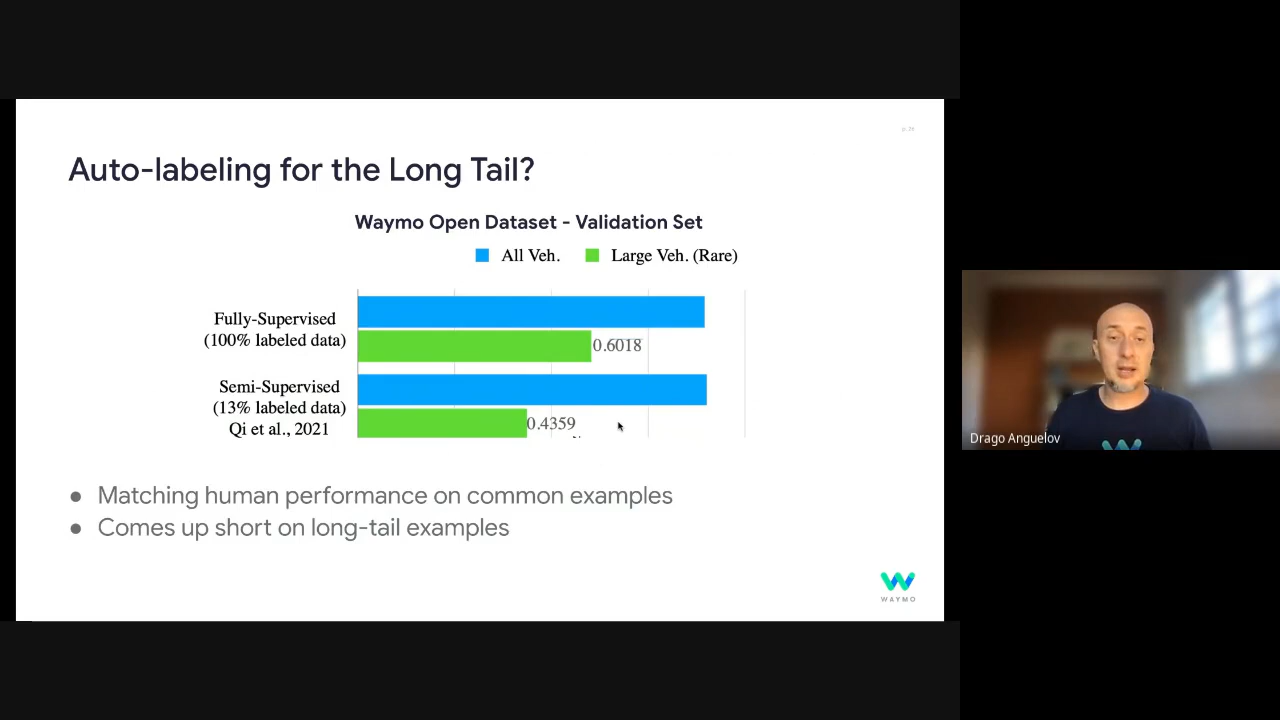 Auto-labeling for the Long Tail?
Waymo Open Dataset - Validation Set
All Veh.
Large Veh. (Rare)
Fully-Supervised
(100% labeled data)
0.6018
Semi-Supervised
(13% labeled data)
Qi et al., 2021
0.4359
● Matching human performance on common examples
● Comes up short on long-tail examples
WAYMO
Drago Anguelov